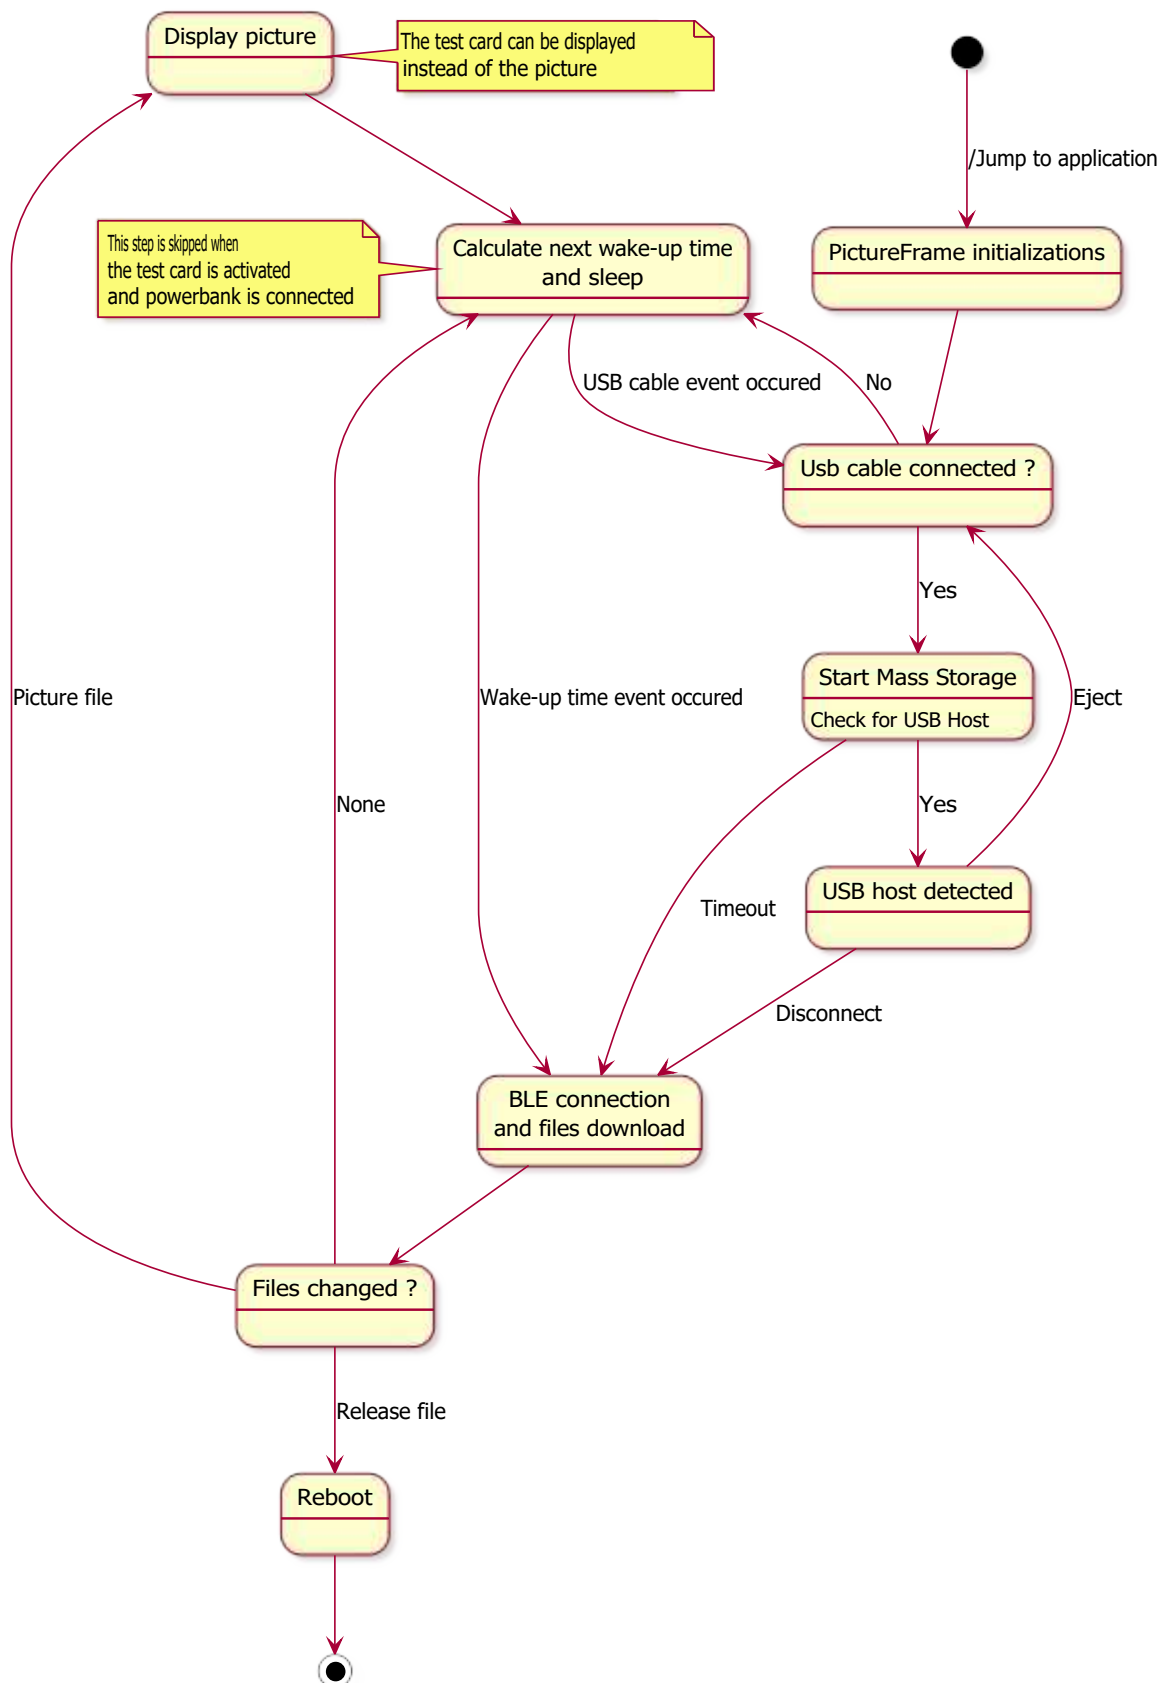 Display picture
The test card can be displayed
instead of the picture
/Jump to application
This step is skipped when
the test card is activated
and powerbank is connected
Calculate next wake-up time
and sleep
PictureFrame initializations
USB cable event occured
No
Usb cable connected ?
Yes
Start Mass Storage
Check for USB Host
Picture file
Wake-up time event occured
Eject
None
Yes
USB host detected
Timeout
Disconnect
BLE connection
and files download
Files changed ?
Release file
Reboot